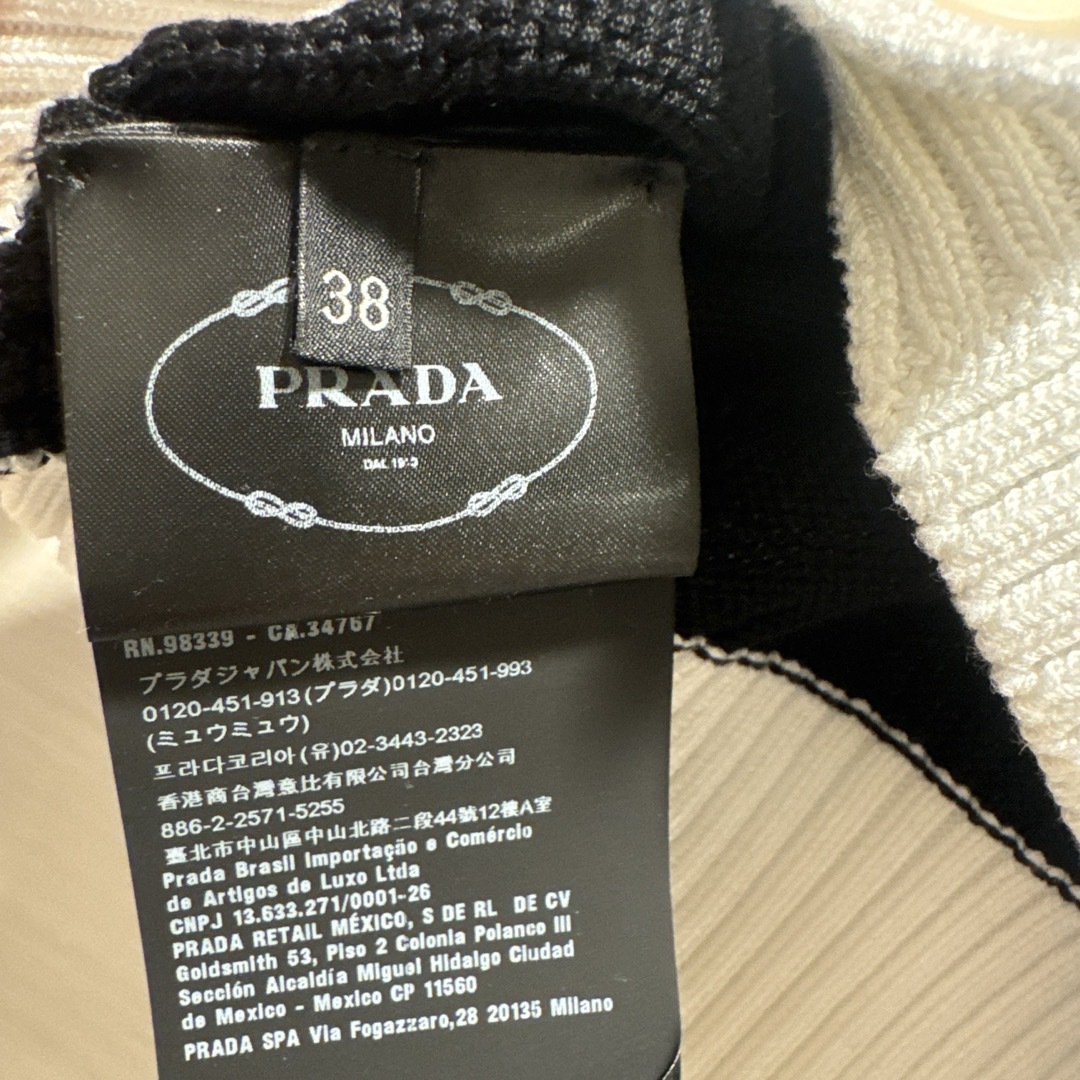 38
PRADA
MILANO
DAL 1913
RN.98339 - CA.34767
プラダジャパン株式会社
0120-451-913(プラダ)0120-451-993
(ミュウミュウ)
프라다코리아(유)02-3443-2323
香港商台灣意比有限公司台灣分公司
886-2-2571-5255
臺北市中山區中山北路二段44號12樓A室
Prada Brasil Importação e Comércio
de Artigos de Luxo Ltda
CNPJ 13.633.271/0001-26
PRADA RETAIL MÉXICO, S DE RL DE CV
Goldsmith 53, Piso 2 Colonia Polanco III
Sección Alcaldía Miguel Hidalgo Ciudad
de Mexico - Mexico CP 11560
PRADA SPA Via Fogazzaro,28 20135 Milano